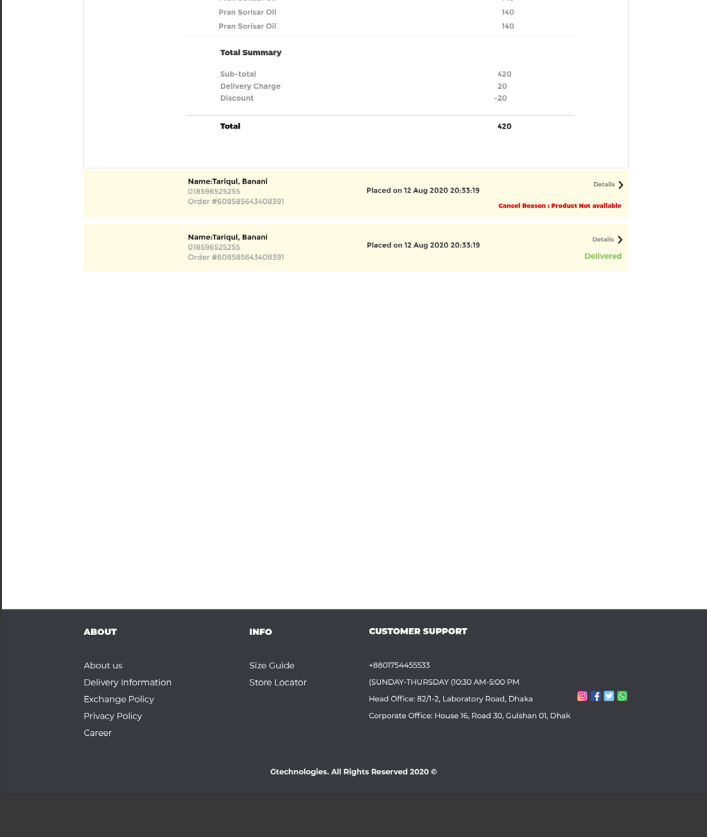 Pran Sorisar Oil 140
Pran Sorisar Oil 140
Pran Sorisar Oil 140
Total Summary
Sub-total 420
Delivery Charge 20
Discount -20
Total 420
Name:Tariqul, Banani
018596525255
Order #608585643408391
Placed on 12 Aug 2020 20:33:19
Details
Cancel Reason : Product Not available
Name:Tariqul, Banani
018596525255
Order #608585643408391
Placed on 12 Aug 2020 20:33:19
Details
Delivered
ABOUT
About us
Delivery Information
Exchange Policy
Privacy Policy
Career
INFO
Size Guide
Store Locator
CUSTOMER SUPPORT
+8801754455533
(SUNDAY-THURSDAY (10:30 AM-5:00 PM
Head Office: 82/1-2, Laboratory Road, Dhaka
Corporate Office: House 16, Road 30, Gulshan 01, Dhak
Gtechnologies. All Rights Reserved 2020 ©